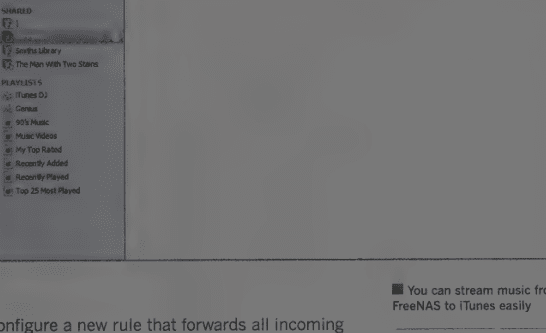 SHARED
Scyths Library
The Man With Two Stains
PLAYLISTS
iTunes DJ
Genius
90's Music
Music Videos
My Top Rated
Recently Added
Recently Played
Top 25 Most Played
You can stream music fro
FreeNAS to iTunes easily
onfigure a new rule that forwards all incoming